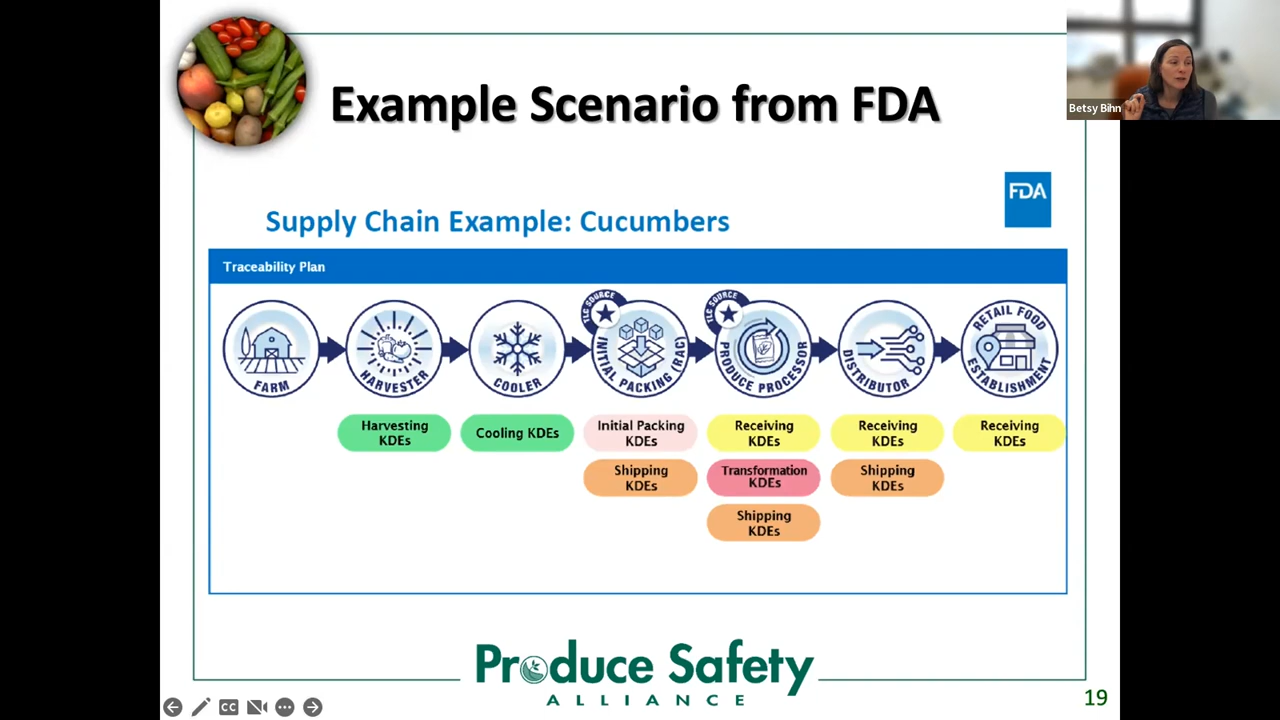 Example Scenario from FDA
Betsy Bihn
FDA
Supply Chain Example: Cucumbers
Traceability Plan
FARM
HARVESTER
COOLER
TLC SOURCE
INITIAL PACKING (RAC)
TLC SOURCE
PRODUCE PROCESSOR
DISTRIBUTOR
RETAIL FOOD ESTABLISHMENT
Harvesting
KDEs
Cooling KDEs
Initial Packing
KDEs
Shipping
KDEs
Receiving
KDEs
Transformation
KDEs
Shipping
KDEs
Receiving
KDEs
Shipping
KDEs
Receiving
KDEs
Produce Safety
ALLIANCE
CC
19